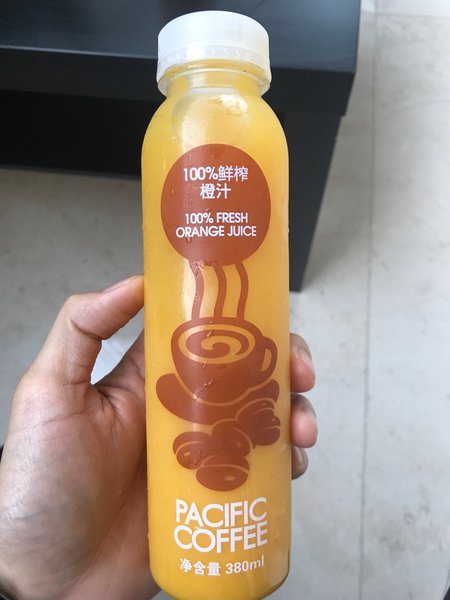 100%鲜榨
橙汁
100% FRESH
ORANGE JUICE
PACIFIC
COFFEE
净含量 380ml